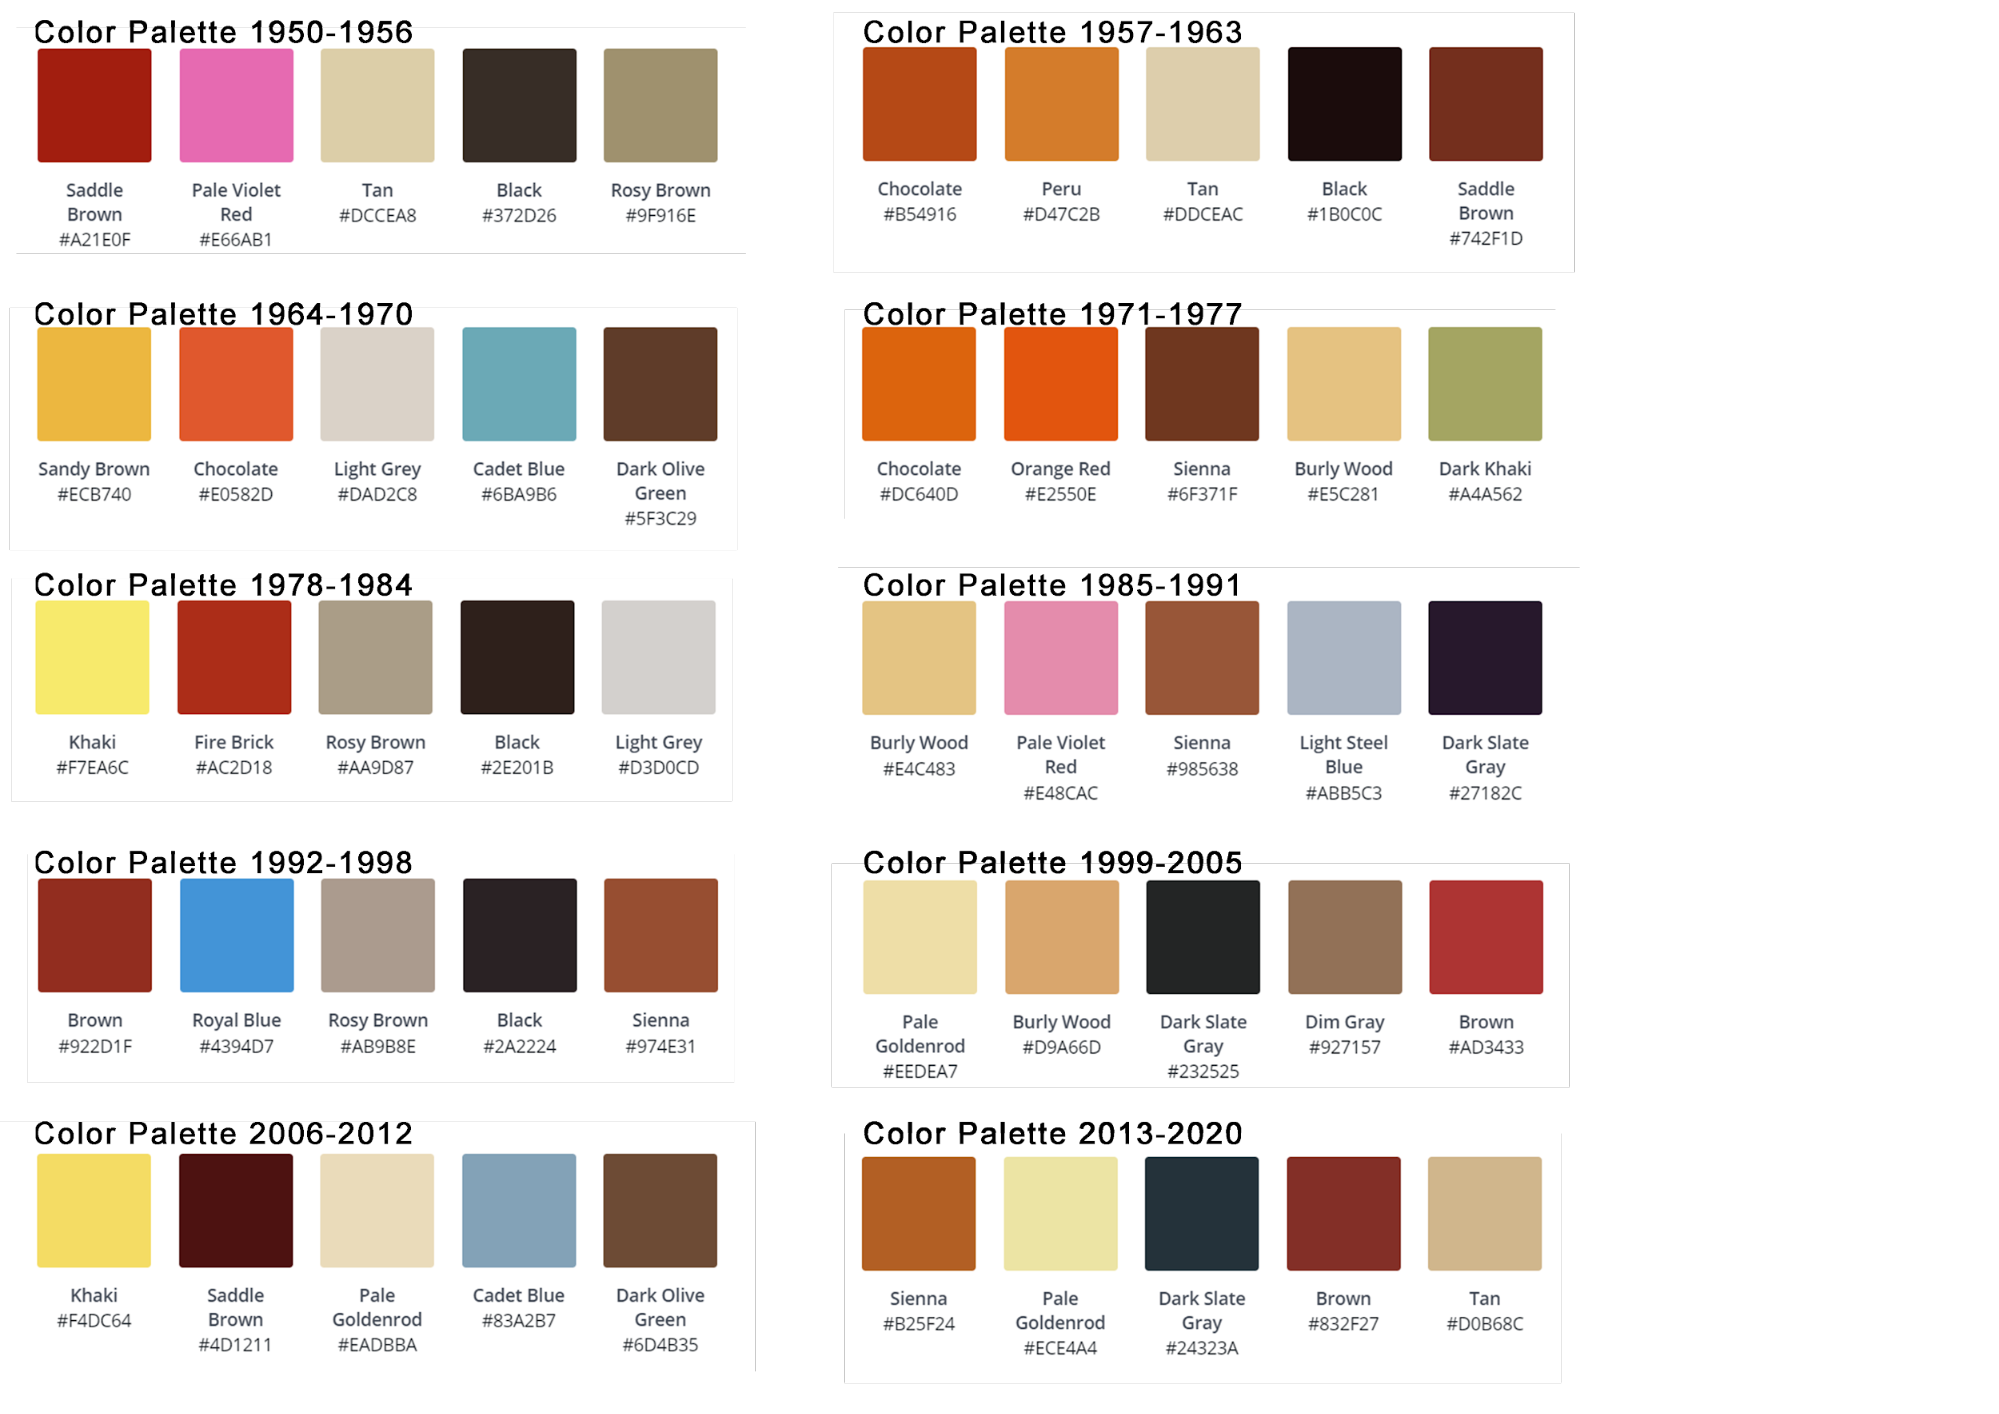 Color Palette 1950-1956
Saddle Brown
#A21E0F
Pale Violet Red
#E66AB1
Tan
#DCCEA8
Black
#372D26
Rosy Brown
#9F916E
Color Palette 1957-1963
Chocolate
#B54916
Peru
#D47C2B
Tan
#DDCEAC
Black
#1B0C0C
Saddle Brown
#742F1D
Color Palette 1964-1970
Sandy Brown
#ECB740
Chocolate
#E0582D
Light Grey
#DAD2C8
Cadet Blue
#6BA9B6
Dark Olive Green
#5F3C29
Color Palette 1971-1977
Chocolate
#DC640D
Orange Red
#E2550E
Sienna
#6F371F
Burly Wood
#E5C281
Dark Khaki
#A4A562
Color Palette 1978-1984
Khaki
#F7EA6C
Fire Brick
#AC2D18
Rosy Brown
#AA9D87
Black
#2E201B
Light Grey
#D3D0CD
Color Palette 1985-1991
Burly Wood
#E4C483
Pale Violet Red
#E48CAC
Sienna
#985638
Light Steel Blue
#ABB5C3
Dark Slate Gray
#27182C
Color Palette 1992-1998
Brown
#922D1F
Royal Blue
#4394D7
Rosy Brown
#AB9B8E
Black
#2A2224
Sienna
#974E31
Color Palette 1999-2005
Pale Goldenrod
#EEDEA7
Burly Wood
#D9A66D
Dark Slate Gray
#232525
Dim Gray
#927157
Brown
#AD3433
Color Palette 2006-2012
Khaki
#F4DC64
Saddle Brown
#4D1211
Pale Goldenrod
#EADBBA
Cadet Blue
#83A2B7
Dark Olive Green
#6D4B35
Color Palette 2013-2020
Sienna
#B25F24
Pale Goldenrod
#ECE4A4
Dark Slate Gray
#24323A
Brown
#832F27
Tan
#D0B68C